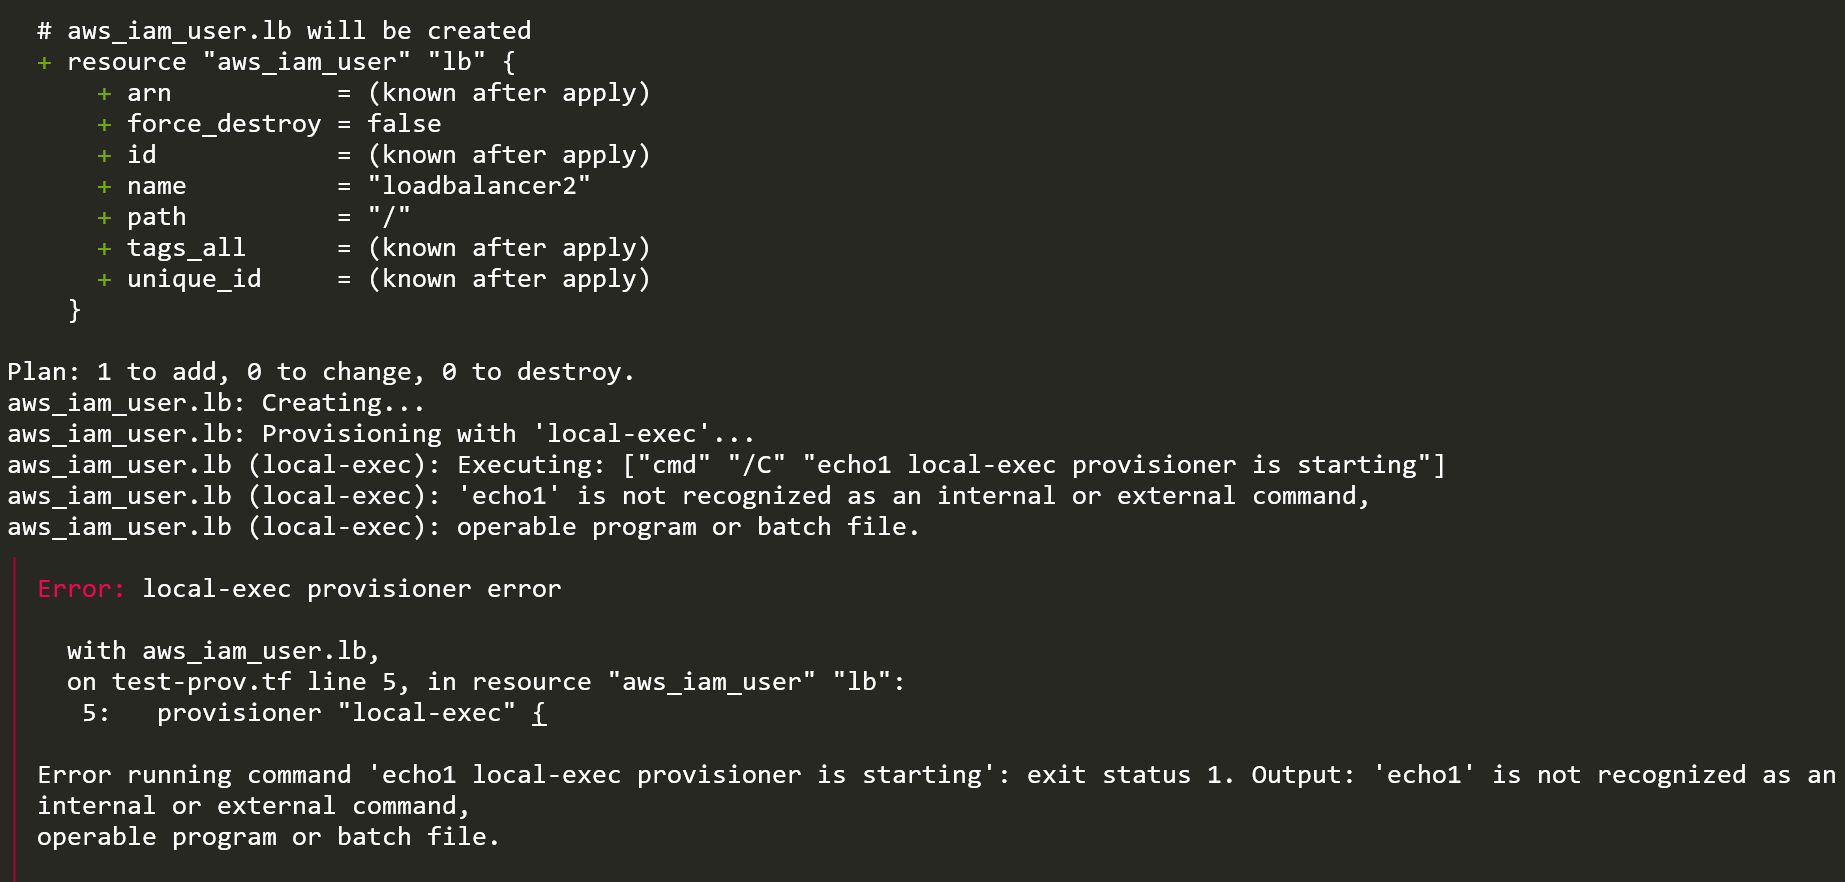 # aws_iam_user.lb will be created
+ resource "aws_iam_user" "lb" {
+ arn = (known after apply)
+ force_destroy = false
+ id = (known after apply)
+ name = "loadbalancer2"
+ path = "/"
+ tags_all = (known after apply)
+ unique_id = (known after apply)
}
Plan: 1 to add, 0 to change, 0 to destroy.
aws_iam_user.lb: Creating...
aws_iam_user.lb: Provisioning with 'local-exec'...
aws_iam_user.lb (local-exec): Executing: ["cmd" "/C" "echo1 local-exec provisioner is starting"]
aws_iam_user.lb (local-exec): 'echo1' is not recognized as an internal or external command,
aws_iam_user.lb (local-exec): operable program or batch file.
Error: local-exec provisioner error
with aws_iam_user.lb,
on test-prov.tf line 5, in resource "aws_iam_user" "lb":
5: provisioner "local-exec" {
Error running command 'echo1 local-exec provisioner is starting': exit status 1. Output: 'echo1' is not recognized as an
internal or external command,
operable program or batch file.